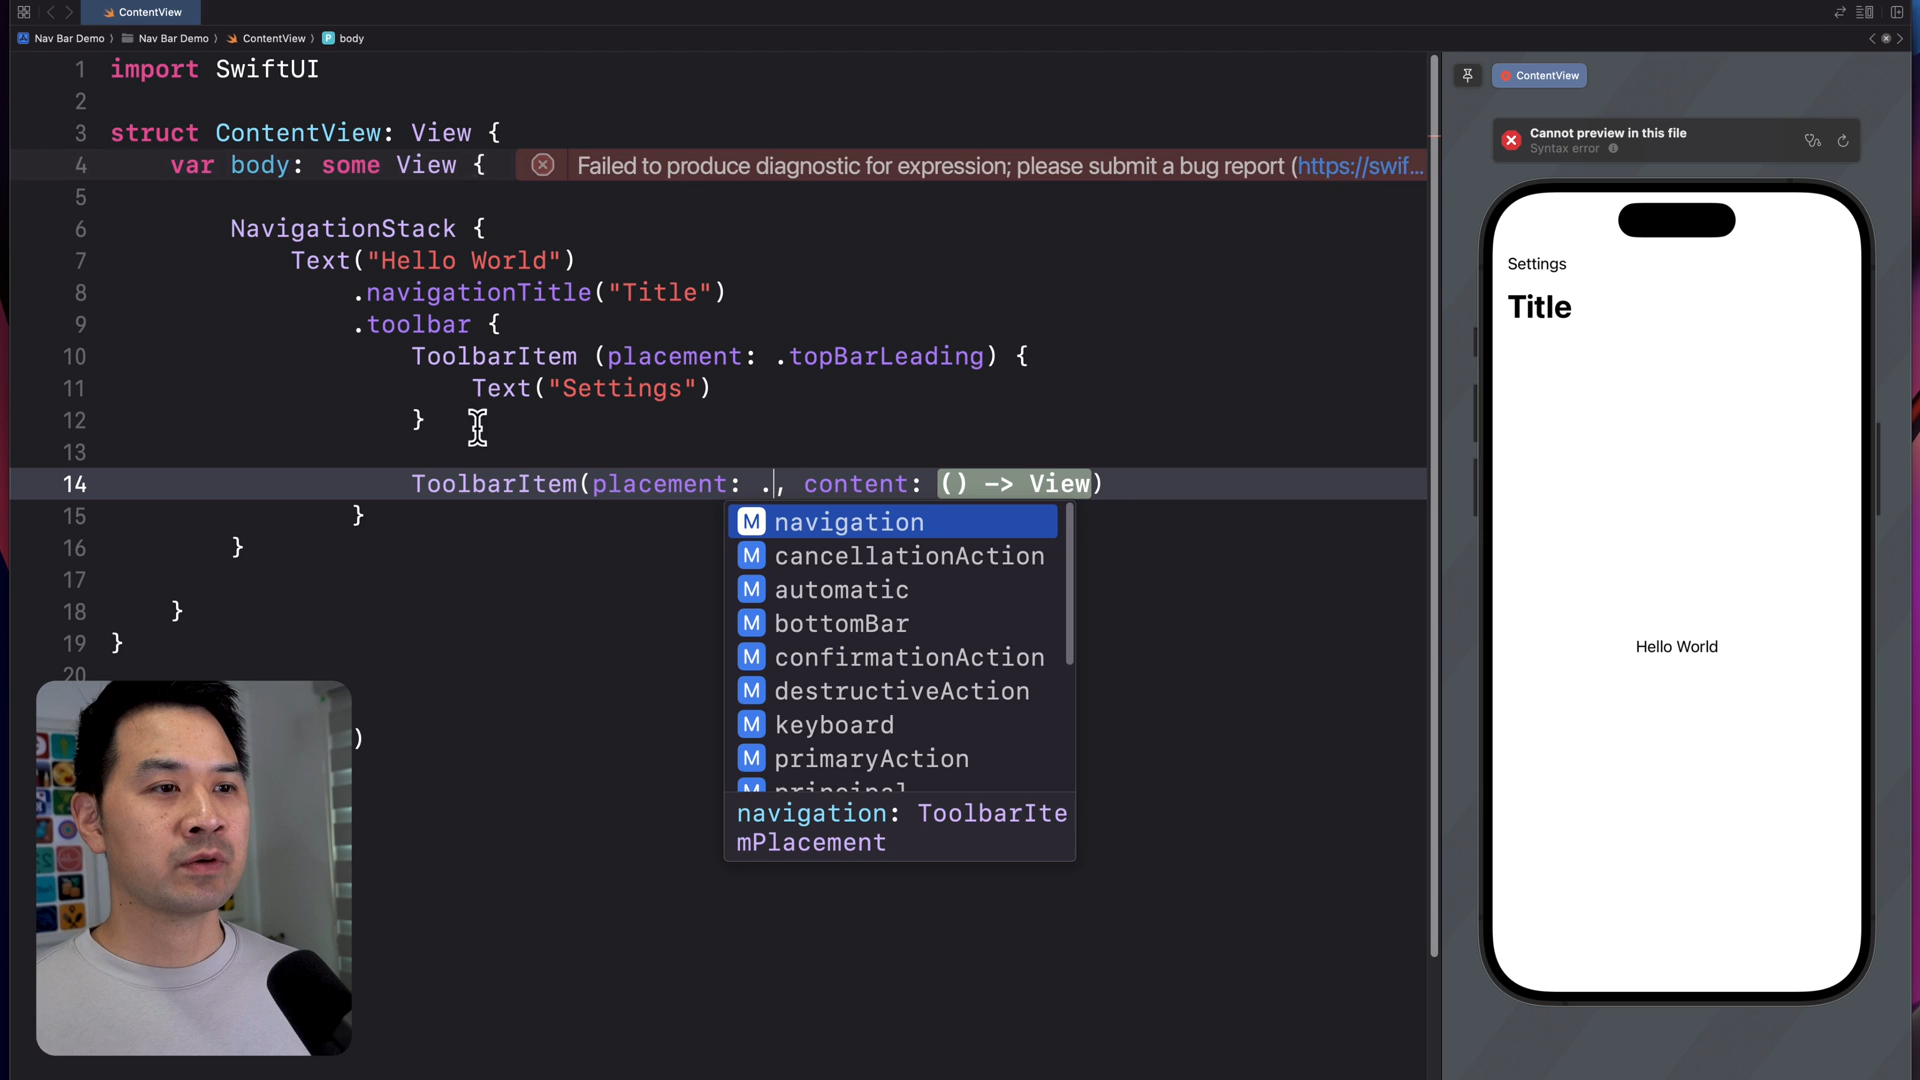 ContentView
Nav Bar Demo 〉 Nav Bar Demo 〉 ContentView 〉 P body
1 import SwiftUI
2
3 struct ContentView: View {
4 var body: some View {
Failed to produce diagnostic for expression; please submit a bug report (https://swif...
5
6 NavigationStack {
7 Text("Hello World")
8 .navigationTitle("Title")
9 .toolbar {
10 ToolbarItem (placement: .topBarLeading) {
11 Text("Settings")
12 }
13
14 ToolbarItem(placement: ., content: () -> View)
15 }
16 }
17
18 }
19 }
20
)
M navigation
M cancellationAction
M automatic
M bottomBar
M confirmationAction
M destructiveAction
M keyboard
M primaryAction
M principal
navigation: ToolbarIte
mPlacement
ContentView
Cannot preview in this file
Syntax error
Settings
Title
Hello World